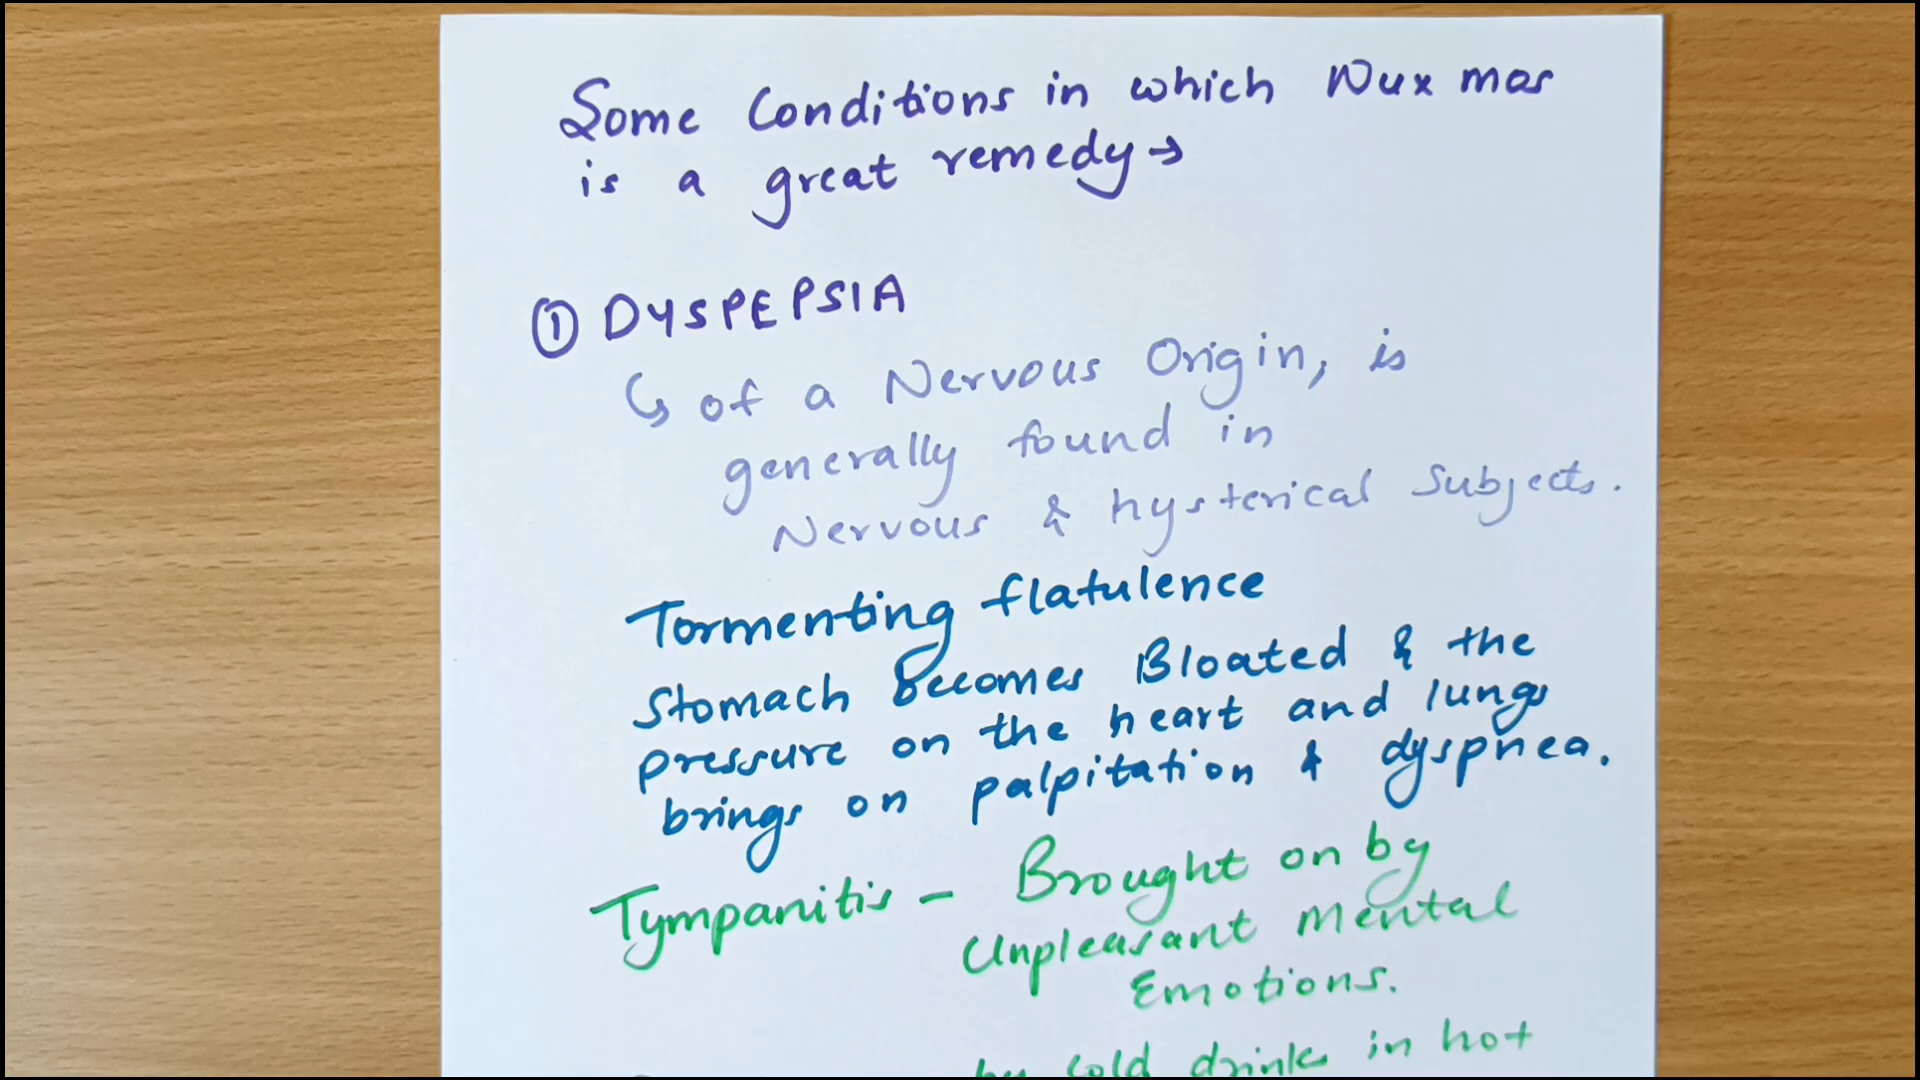 Some Conditions in which Nux mos
is a great remedy →
① DYSPEPSIA
↳ of a Nervous Origin, is
generally found in
Nervous & hysterical Subjects.
Tormenting flatulence
Stomach Becomes Bloated & the
pressure on the heart and lungs
brings on palpitation & dyspnea.
Tympanitis - Brought on by
Unpleasant Mental
Emotions.
by Cold drinks in hot